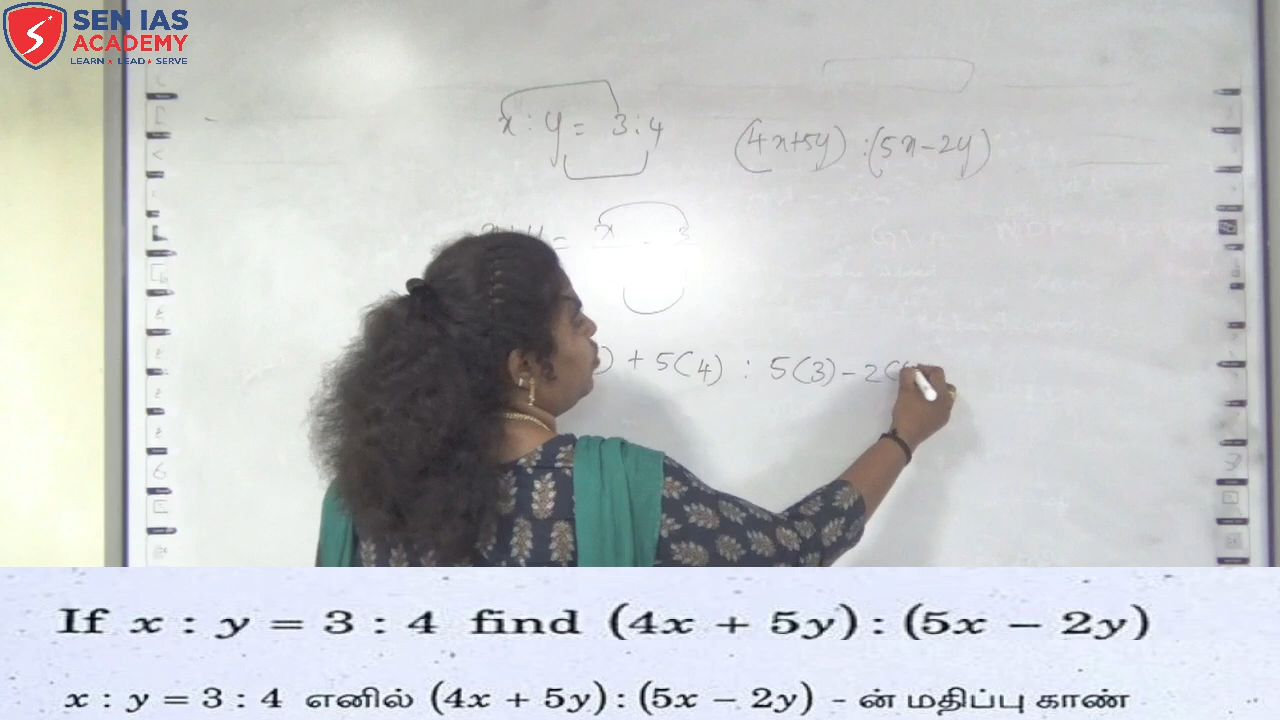 SEN IAS
ACADEMY
LEARN ★ LEAD ★ SERVE
x : y = 3 : 4 (4x+5y) : (5x-2y)
+ 5(4) : 5(3) - 2(
If x : y = 3 : 4 find (4x + 5y) : (5x − 2y)
x : y = 3 : 4 எனில் (4x + 5y) : (5x − 2y) - ன் மதிப்பு காண்